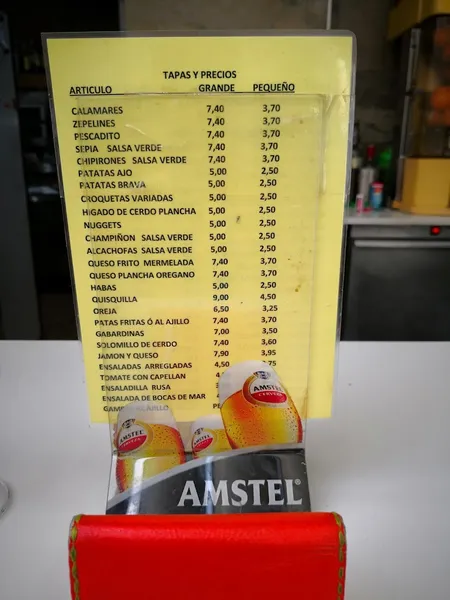 TAPAS Y PRECIOS
ARTICULO GRANDE PEQUEÑO
CALAMARES 7,40 3,70
ZEPELINES 7,40 3,70
PESCADITO 7,40 3,70
SEPIA SALSA VERDE 7,40 3,70
CHIPIRONES SALSA VERDE 7,40 3,70
PATATAS AJO 5,00 2,50
PATATAS BRAVA 5,00 2,50
CROQUETAS VARIADAS 5,00 2,50
HIGADO DE CERDO PLANCHA 5,00 2,50
NUGGETS 5,00 2,50
CHAMPIÑON SALSA VERDE 5,00 2,50
ALCACHOFAS SALSA VERDE 5,00 2,50
QUESO FRITO MERMELADA 7,40 3,70
QUESO PLANCHA OREGANO 7,40 3,70
HABAS 5,00 2,50
QUISQUILLA 9,00 4,50
OREJA 6,50 3,25
PATAS FRITAS Ó AL AJILLO 7,40 3,70
GABARDINAS 7,00 3,50
SOLOMILLO DE CERDO 7,40 3,60
JAMON Y QUESO 7,90 3,95
ENSALADAS ARREGLADAS 4,50
TOMATE CON CAPELLAN
ENSALADILLA RUSA
ENSALADA DE BOCAS DE MAR
AMSTEL
CERVEZA
AMSTEL
AMSTEL
AMSTEL